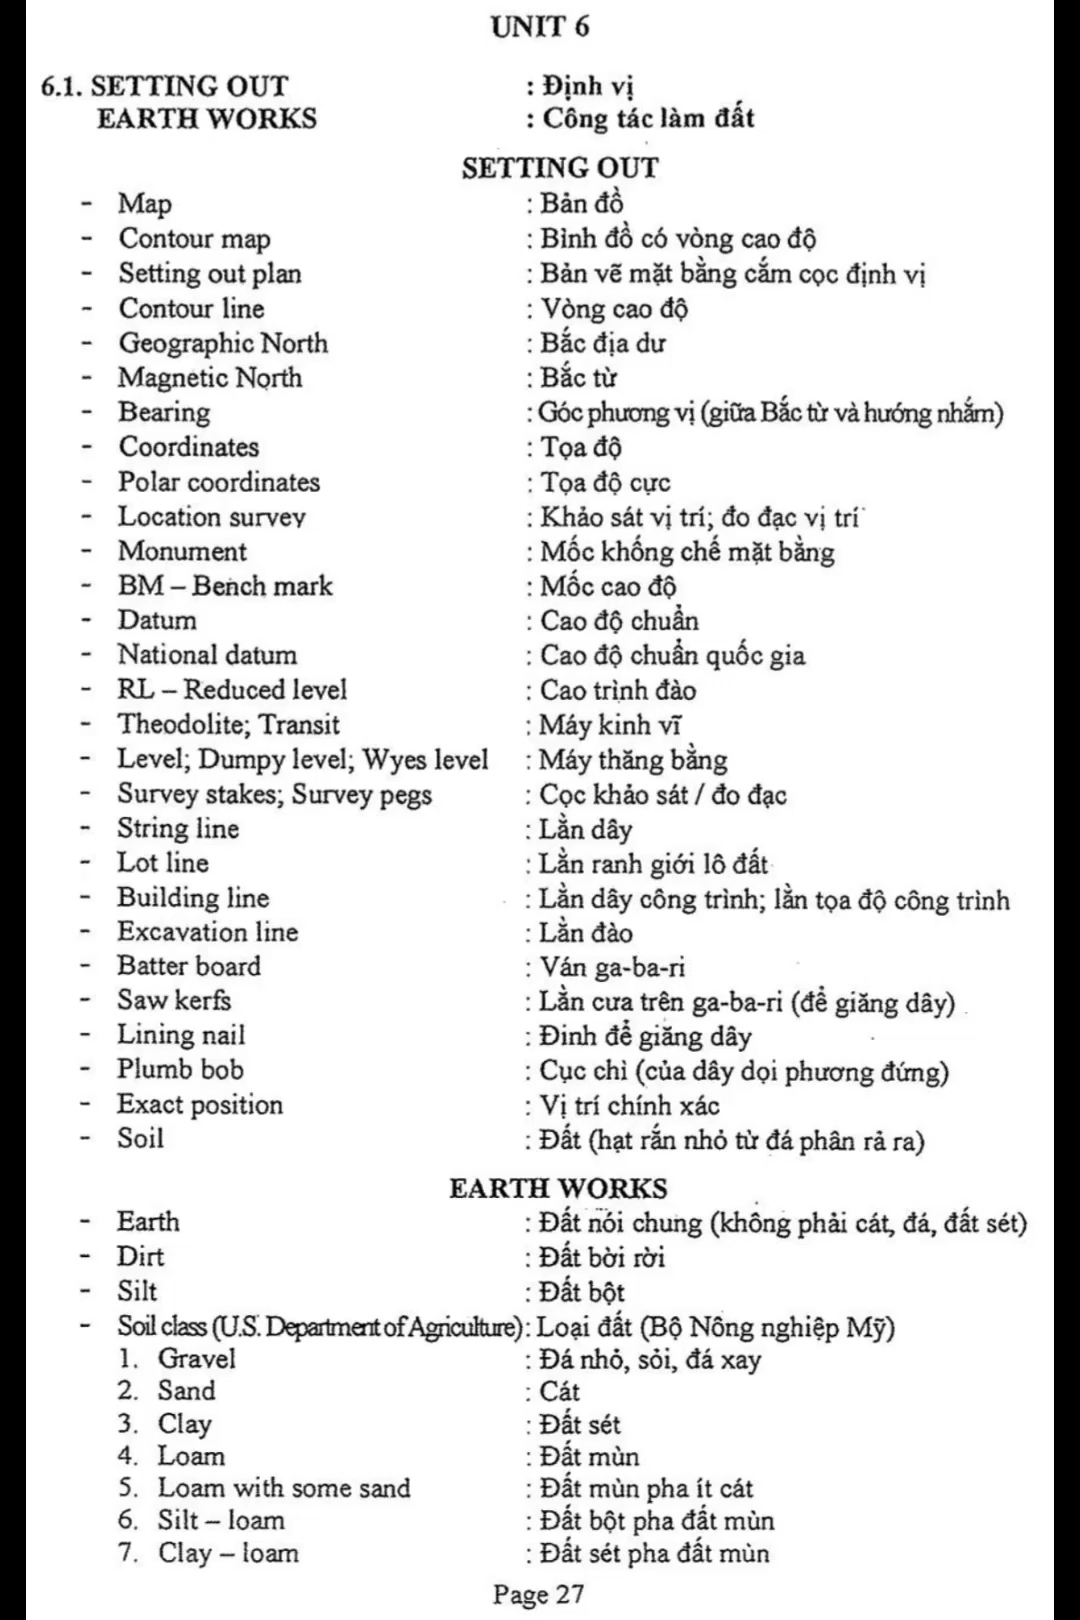 UNIT 6
6.1. SETTING OUT : Định vị
EARTH WORKS : Công tác làm đất
SETTING OUT
- Map : Bản đồ
- Contour map : Bình đồ có vòng cao độ
- Setting out plan : Bản vẽ mặt bằng cắm cọc định vị
- Contour line : Vòng cao độ
- Geographic North : Bắc địa dư
- Magnetic North : Bắc từ
- Bearing : Góc phương vị (giữa Bắc từ và hướng nhắm)
- Coordinates : Tọa độ
- Polar coordinates : Tọa độ cực
- Location survey : Khảo sát vị trí; đo đạc vị trí
- Monument : Mốc khống chế mặt bằng
- BM – Bench mark : Mốc cao độ
- Datum : Cao độ chuẩn
- National datum : Cao độ chuẩn quốc gia
- RL – Reduced level : Cao trình đào
- Theodolite; Transit : Máy kinh vĩ
- Level; Dumpy level; Wyes level : Máy thăng bằng
- Survey stakes; Survey pegs : Cọc khảo sát / đo đạc
- String line : Lằn dây
- Lot line : Lằn ranh giới lô đất
- Building line : Lằn dây công trình; lằn tọa độ công trình
- Excavation line : Lằn đào
- Batter board : Ván ga-ba-ri
- Saw kerfs : Lằn cưa trên ga-ba-ri (để giăng dây)
- Lining nail : Đinh để giăng dây
- Plumb bob : Cục chì (của dây dọi phương đứng)
- Exact position : Vị trí chính xác
- Soil : Đất (hạt rắn nhỏ từ đá phân rả ra)
EARTH WORKS
- Earth : Đất nói chung (không phải cát, đá, đất sét)
- Dirt : Đất bời rời
- Silt : Đất bột
- Soil class (U.S. Department of Agriculture) : Loại đất (Bộ Nông nghiệp Mỹ)
1. Gravel : Đá nhỏ, sỏi, đá xay
2. Sand : Cát
3. Clay : Đất sét
4. Loam : Đất mùn
5. Loam with some sand : Đất mùn pha ít cát
6. Silt – loam : Đất bột pha đất mùn
7. Clay – loam : Đất sét pha đất mùn
Page 27